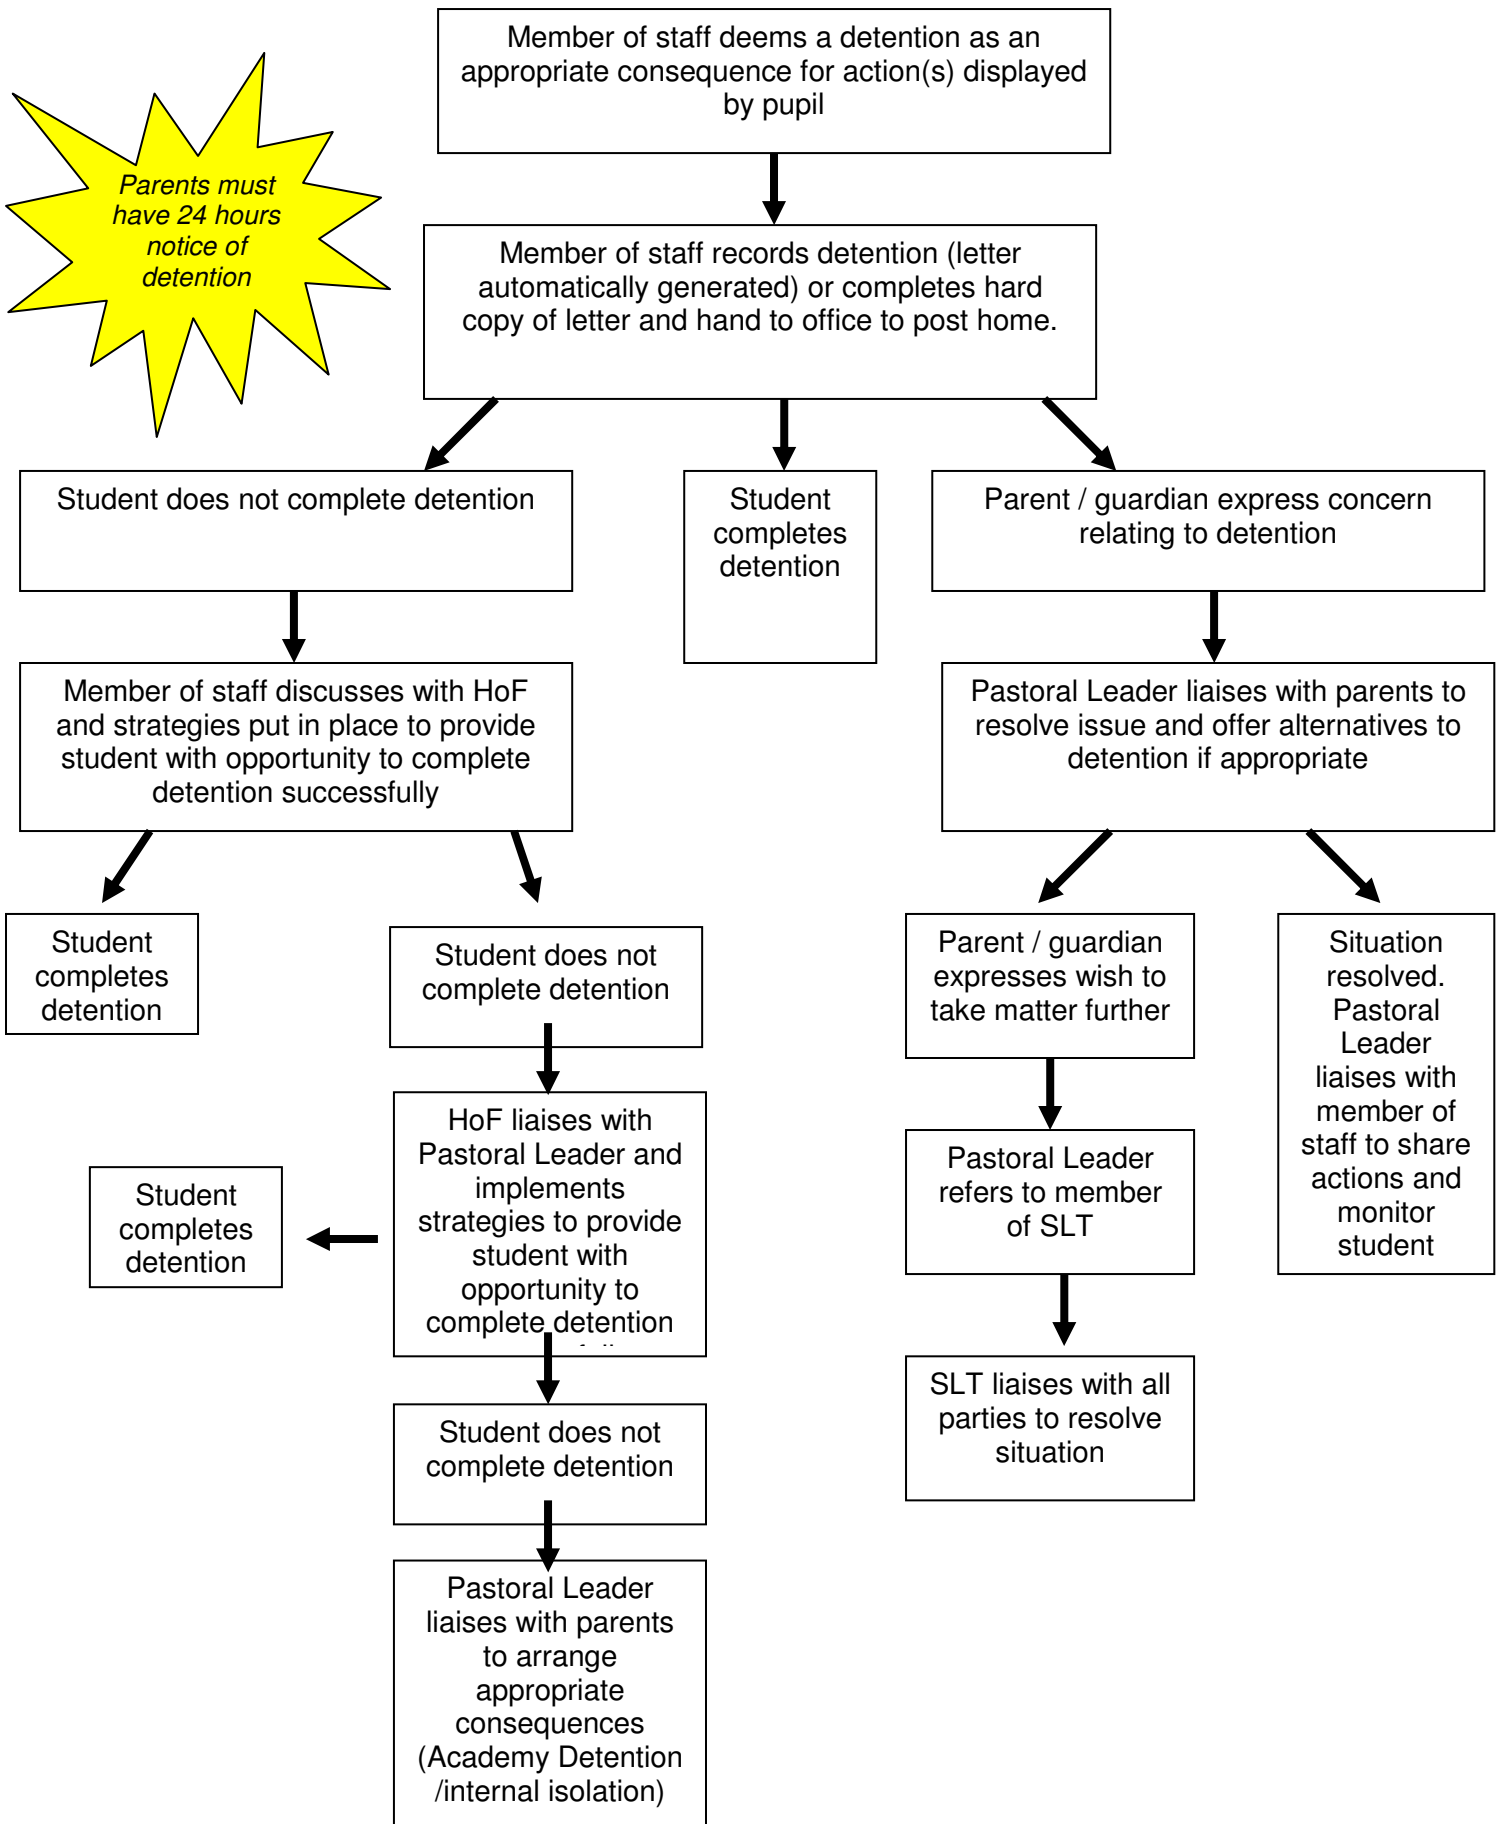 Member of staff deems a detention as an
appropriate consequence for action(s) displayed
by pupil
Parents must
have 24 hours
notice of
detention
Member of staff records detention (letter
automatically generated) or completes hard
copy of letter and hand to office to post home.
Student does not complete detention
Student
completes
detention
Parent / guardian express concern
relating to detention
Member of staff discusses with HoF
and strategies put in place to provide
student with opportunity to complete
detention successfully
Pastoral Leader liaises with parents to
resolve issue and offer alternatives to
detention if appropriate
Student
completes
detention
Student does not
complete detention
Parent / guardian
expresses wish to
take matter further
Situation
resolved.
Pastoral
Leader
liaises with
member of
staff to share
actions and
monitor
student
HoF liaises with
Pastoral Leader and
implements
strategies to provide
student with
opportunity to
complete detention
Student
completes
detention
Pastoral Leader
refers to member
of SLT
SLT liaises with all
parties to resolve
situation
Student does not
complete detention
Pastoral Leader
liaises with parents
to arrange
appropriate
consequences
(Academy Detention
/internal isolation)